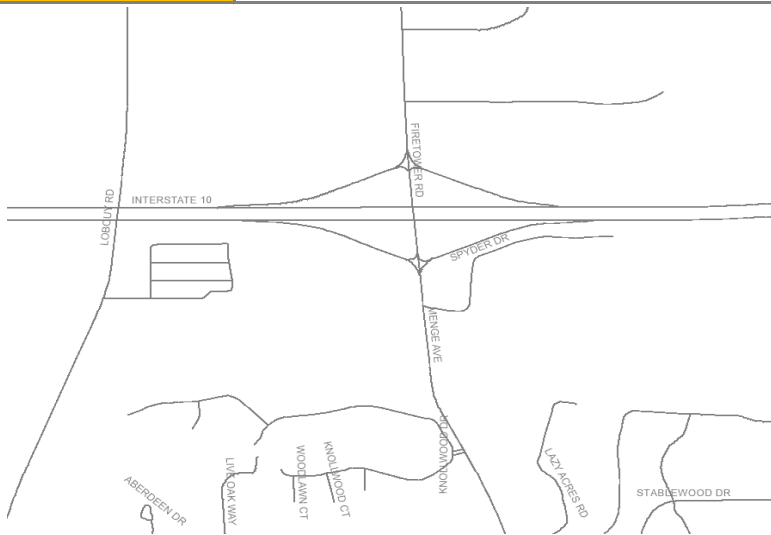 FIRETOWER RD
INTERSTATE 10
LOBOUY RD
SPYDER DR
MENGE AVE
KNOLLWOOD DR
LIVE OAK WAY
WOODLAWN CT
KNOLLWOOD CT
LAZY ACRES RD
ABERDEEN DR
STABLEWOOD DR